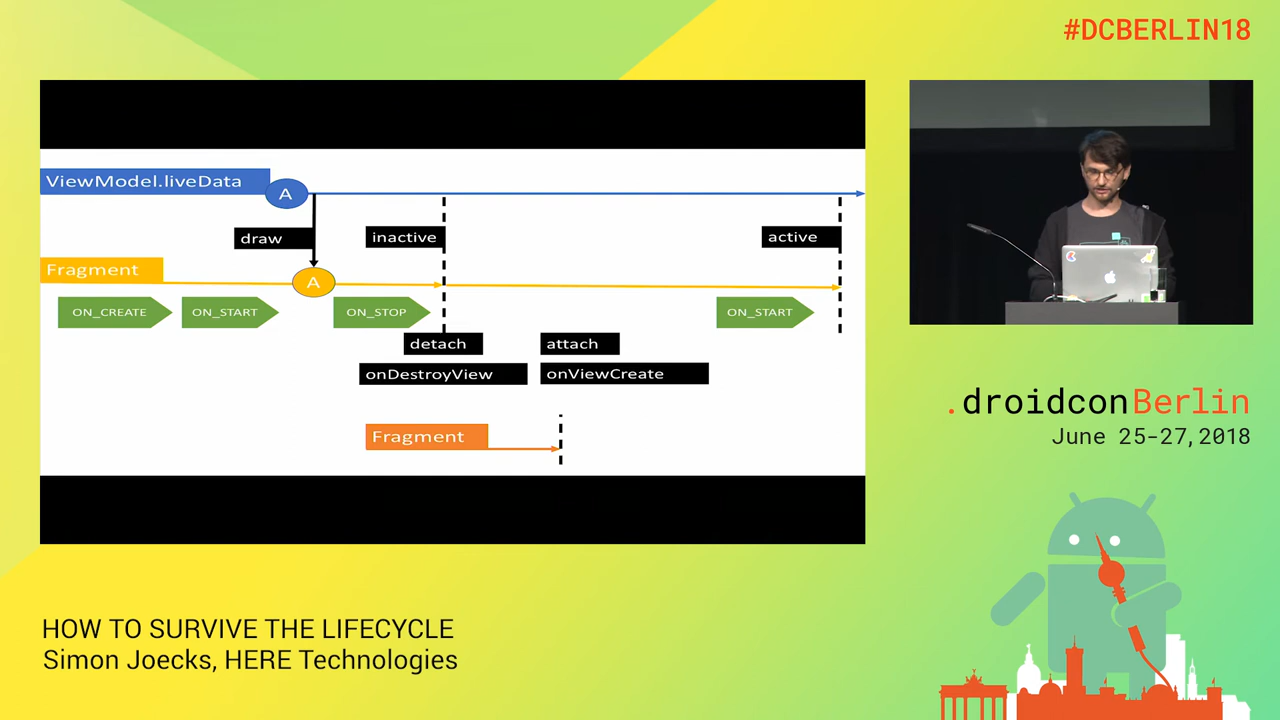 #DCBERLIN18
ViewModel.liveData
A
draw
inactive
active
Fragment
A
ON_CREATE
ON_START
ON_STOP
ON_START
detach
attach
onDestroyView
onViewCreate
Fragment
.droidconBerlin
June 25-27, 2018
HOW TO SURVIVE THE LIFECYCLE
Simon Joecks, HERE Technologies